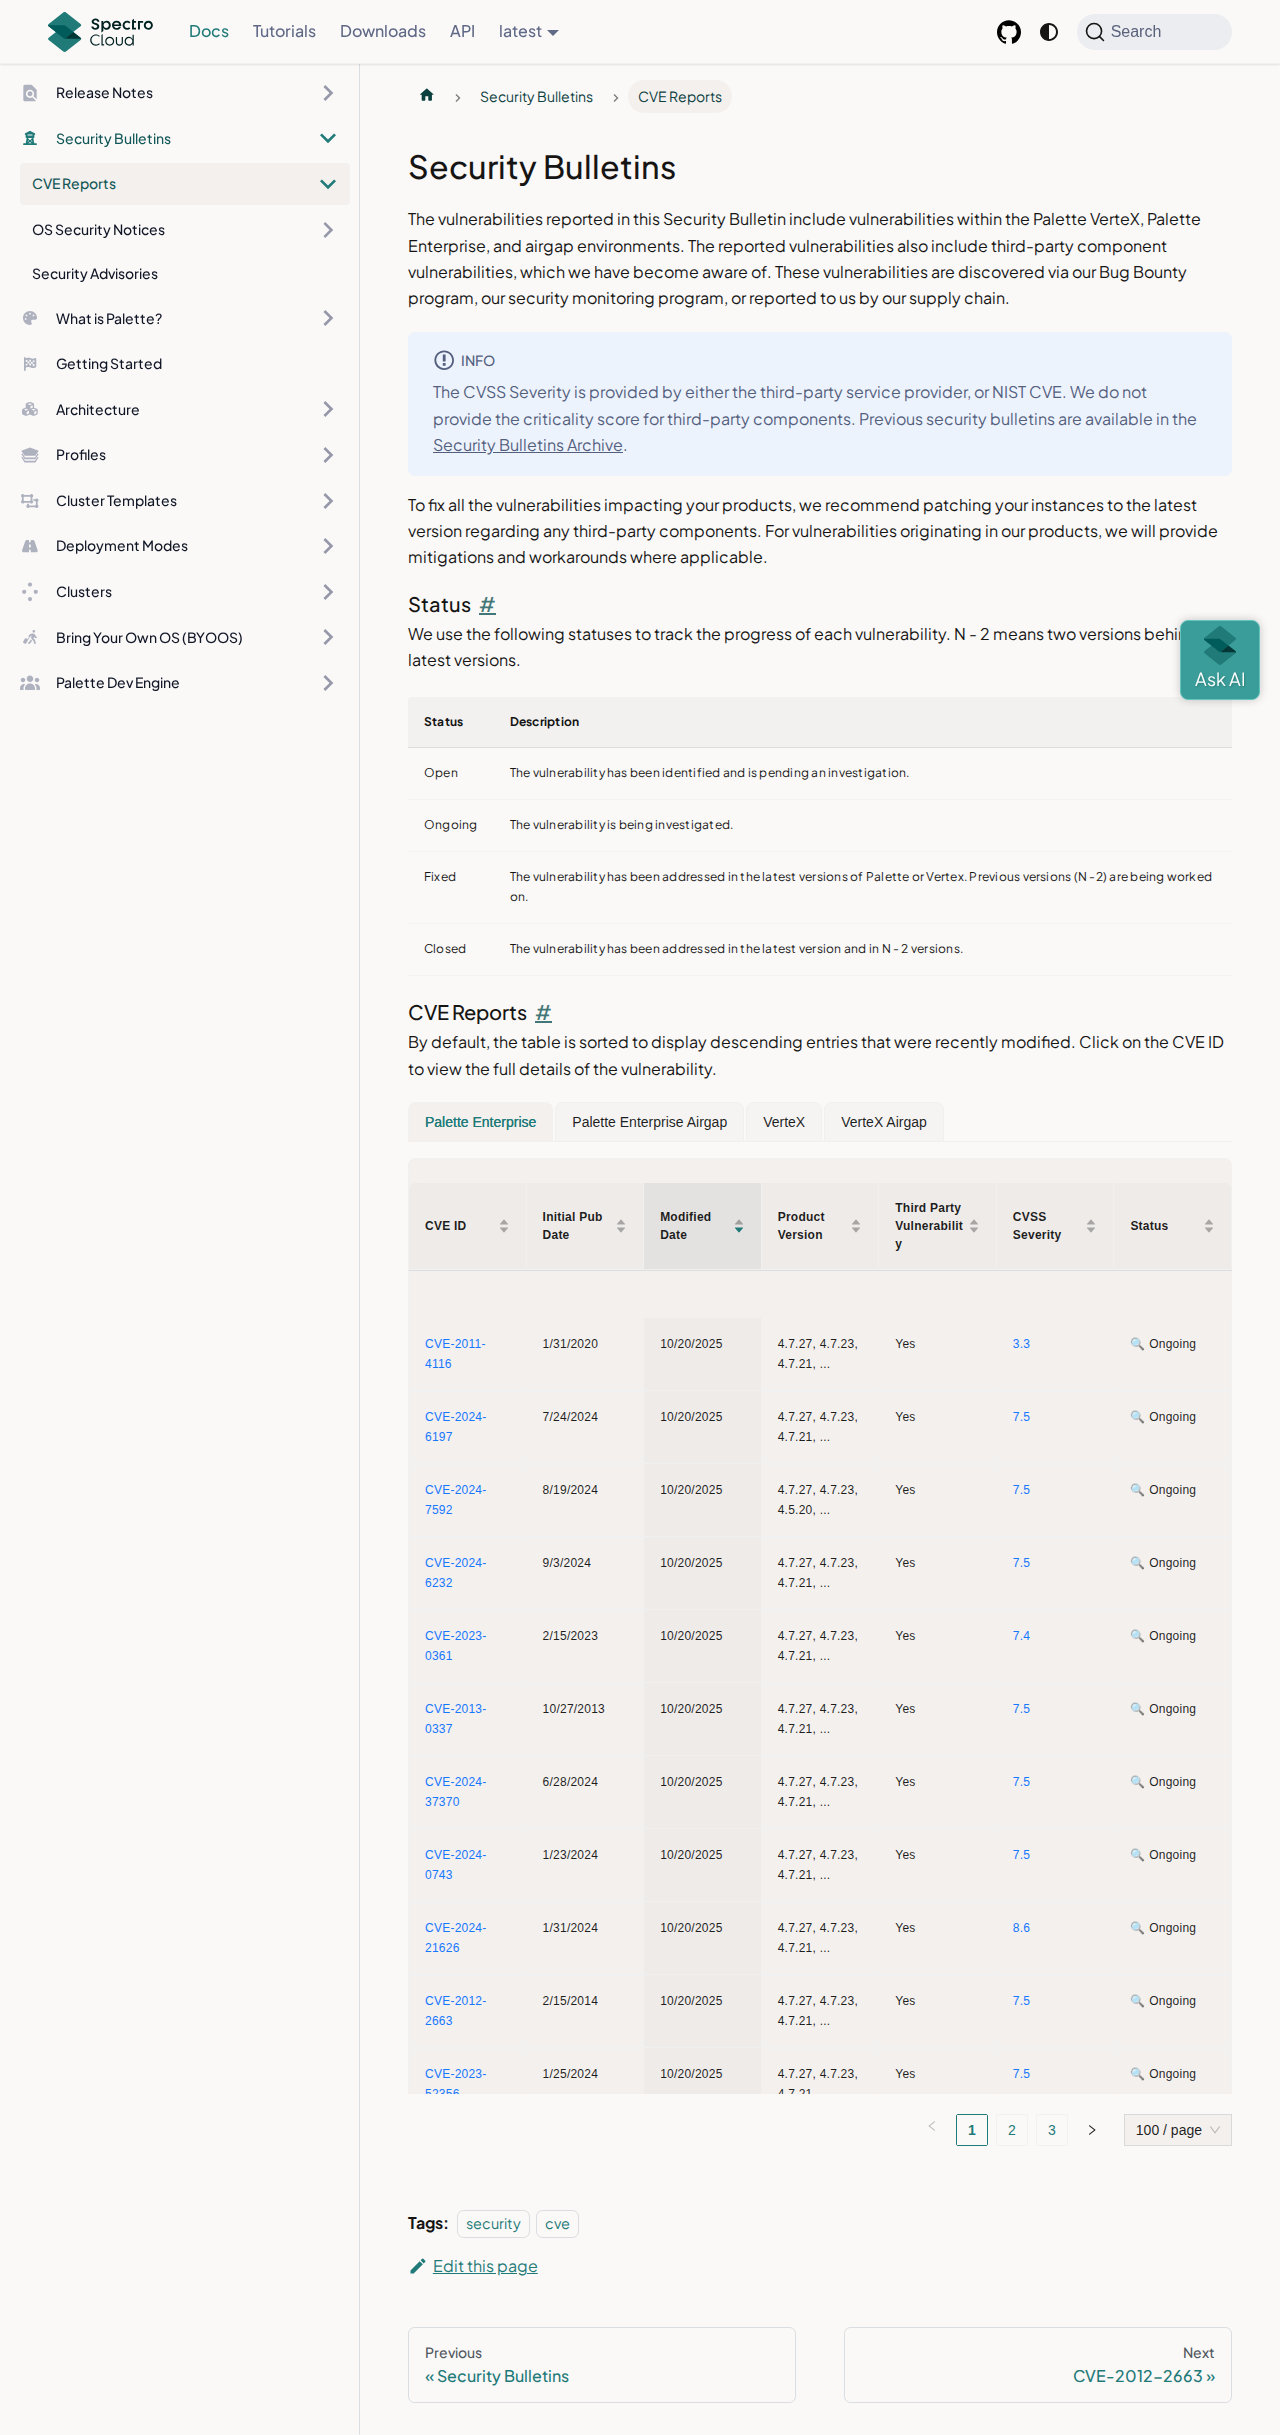 Spectro Cloud
Docs
Tutorials
Downloads
API
latest
Search
Release Notes
Security Bulletins
CVE Reports
OS Security Notices
Security Advisories
What is Palette?
Getting Started
Architecture
Profiles
Cluster Templates
Deployment Modes
Clusters
Bring Your Own OS (BYOOS)
Palette Dev Engine
Security Bulletins
CVE Reports
Security Bulletins
The vulnerabilities reported in this Security Bulletin include vulnerabilities within the Palette VerteX, Palette
Enterprise, and airgap environments. The reported vulnerabilities also include third-party component
vulnerabilities, which we have become aware of. These vulnerabilities are discovered via our Bug Bounty
program, our security monitoring program, or reported to us by our supply chain.
INFO
The CVSS Severity is provided by either the third-party service provider, or NIST CVE. We do not
provide the criticality score for third-party components. Previous security bulletins are available in the
Security Bulletins Archive.
To fix all the vulnerabilities impacting your products, we recommend patching your instances to the latest
version regarding any third-party components. For vulnerabilities originating in our products, we will provide
mitigations and workarounds where applicable.
Status #
We use the following statuses to track the progress of each vulnerability. N - 2 means two versions
latest versions.
Ask AI
Status Description
Open The vulnerability has been identified and is pending an investigation.
Ongoing The vulnerability is being investigated.
Fixed The vulnerability has been addressed in the latest versions of Palette or Vertex. Previous versions (N - 2) are being worked
on.
Closed The vulnerability has been addressed in the latest version and in N - 2 versions.
CVE Reports #
By default, the table is sorted to display descending entries that were recently modified. Click on the CVE ID
to view the full details of the vulnerability.
Palette Enterprise
Palette Enterprise Airgap
VerteX
VerteX Airgap
CVE ID Initial Pub Date Modified Date Product Version Third Party Vulnerability CVSS Severity Status
CVE-2011-4116 1/31/2020 10/20/2025 4.7.27, 4.7.23, 4.7.21, ... Yes 3.3 🔍 Ongoing
CVE-2024-6197 7/24/2024 10/20/2025 4.7.27, 4.7.23, 4.7.21, ... Yes 7.5 🔍 Ongoing
CVE-2024-7592 8/19/2024 10/20/2025 4.7.27, 4.7.23, 4.5.20, ... Yes 7.5 🔍 Ongoing
CVE-2024-6232 9/3/2024 10/20/2025 4.7.27, 4.7.23, 4.7.21, ... Yes 7.5 🔍 Ongoing
CVE-2023-0361 2/15/2023 10/20/2025 4.7.27, 4.7.23, 4.7.21, ... Yes 7.4 🔍 Ongoing
CVE-2013-0337 10/27/2013 10/20/2025 4.7.27, 4.7.23, 4.7.21, ... Yes 7.5 🔍 Ongoing
CVE-2024-37370 6/28/2024 10/20/2025 4.7.27, 4.7.23, 4.7.21, ... Yes 7.5 🔍 Ongoing
CVE-2024-0743 1/23/2024 10/20/2025 4.7.27, 4.7.23, 4.7.21, ... Yes 7.5 🔍 Ongoing
CVE-2024-21626 1/31/2024 10/20/2025 4.7.27, 4.7.23, 4.7.21, ... Yes 8.6 🔍 Ongoing
CVE-2012-2663 2/15/2014 10/20/2025 4.7.27, 4.7.23, 4.7.21, ... Yes 7.5 🔍 Ongoing
CVE-2023-52356 1/25/2024 10/20/2025 4.7.27, 4.7.23, 4.7.21 Yes 7.5 🔍 Ongoing
1 2 3 100 / page
Tags: security cve
Edit this page
Previous
« Security Bulletins
Next
CVE-2012-2663 »